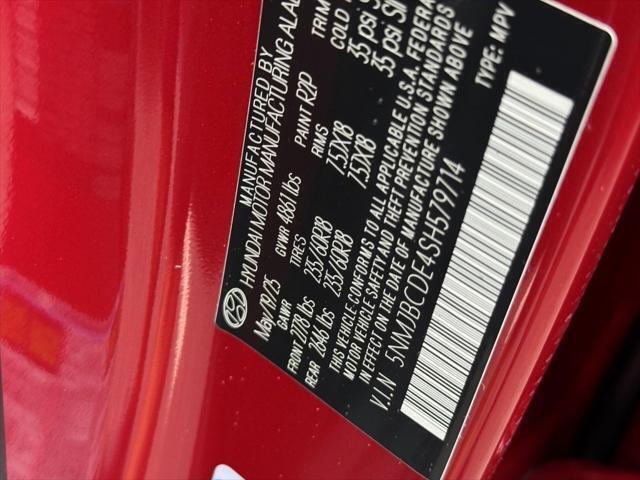 MANUFACTURED BY
HYUNDAI MOTOR MANUFACTURING ALA
May/19/25 GVWR 4861 lbs PAINT R2P TRIM
GAWR TIRES RIMS COLD
FRONT 2778 lbs 235/60R18 7.5JX18 35 psi
REAR 2646 lbs 235/60R18 7.5JX18 35 psi
THIS VEHICLE CONFORMS TO ALL APPLICABLE U.S.A. FEDERA
MOTOR VEHICLE SAFETY AND THEFT PREVENTION STANDARDS
IN EFFECT ON THE DATE OF MANUFACTURE SHOWN ABOVE
V.I.N 5NMJBCDE4SH579714 TYPE: MPV